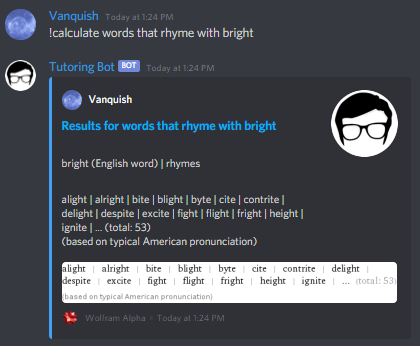 Vanquish Today at 1:24 PM
!calculate words that rhyme with bright
Tutoring Bot BOT Today at 1:24 PM
Vanquish
Results for words that rhyme with bright
bright (English word) | rhymes
alight | alright | bite | blight | byte | cite | contrite |
delight | despite | excite | fight | flight | fright | height |
ignite | ... (total: 53)
(based on typical American pronunciation)
alight | alright | bite | blight | byte | cite | contrite | delight |
despite | excite | fight | flight | fright | height | ignite | ... (total: 53)
(based on typical American pronunciation)
Wolfram Alpha • Today at 1:24 PM